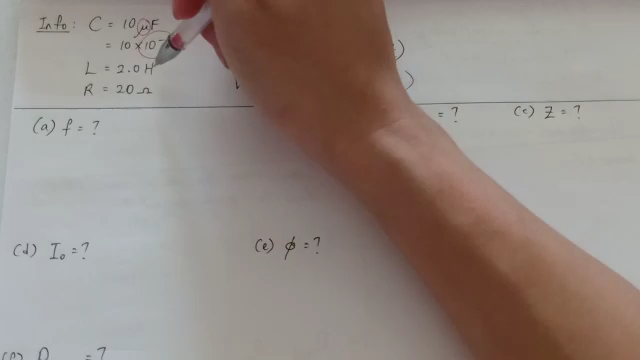 Info: C = 10 μF
= 10 × 10⁻
L = 2.0 H
R = 20 Ω
(a) f = ?
= ?
(c) Z = ?
(d) I₀ = ?
(e) ϕ = ?
= ?